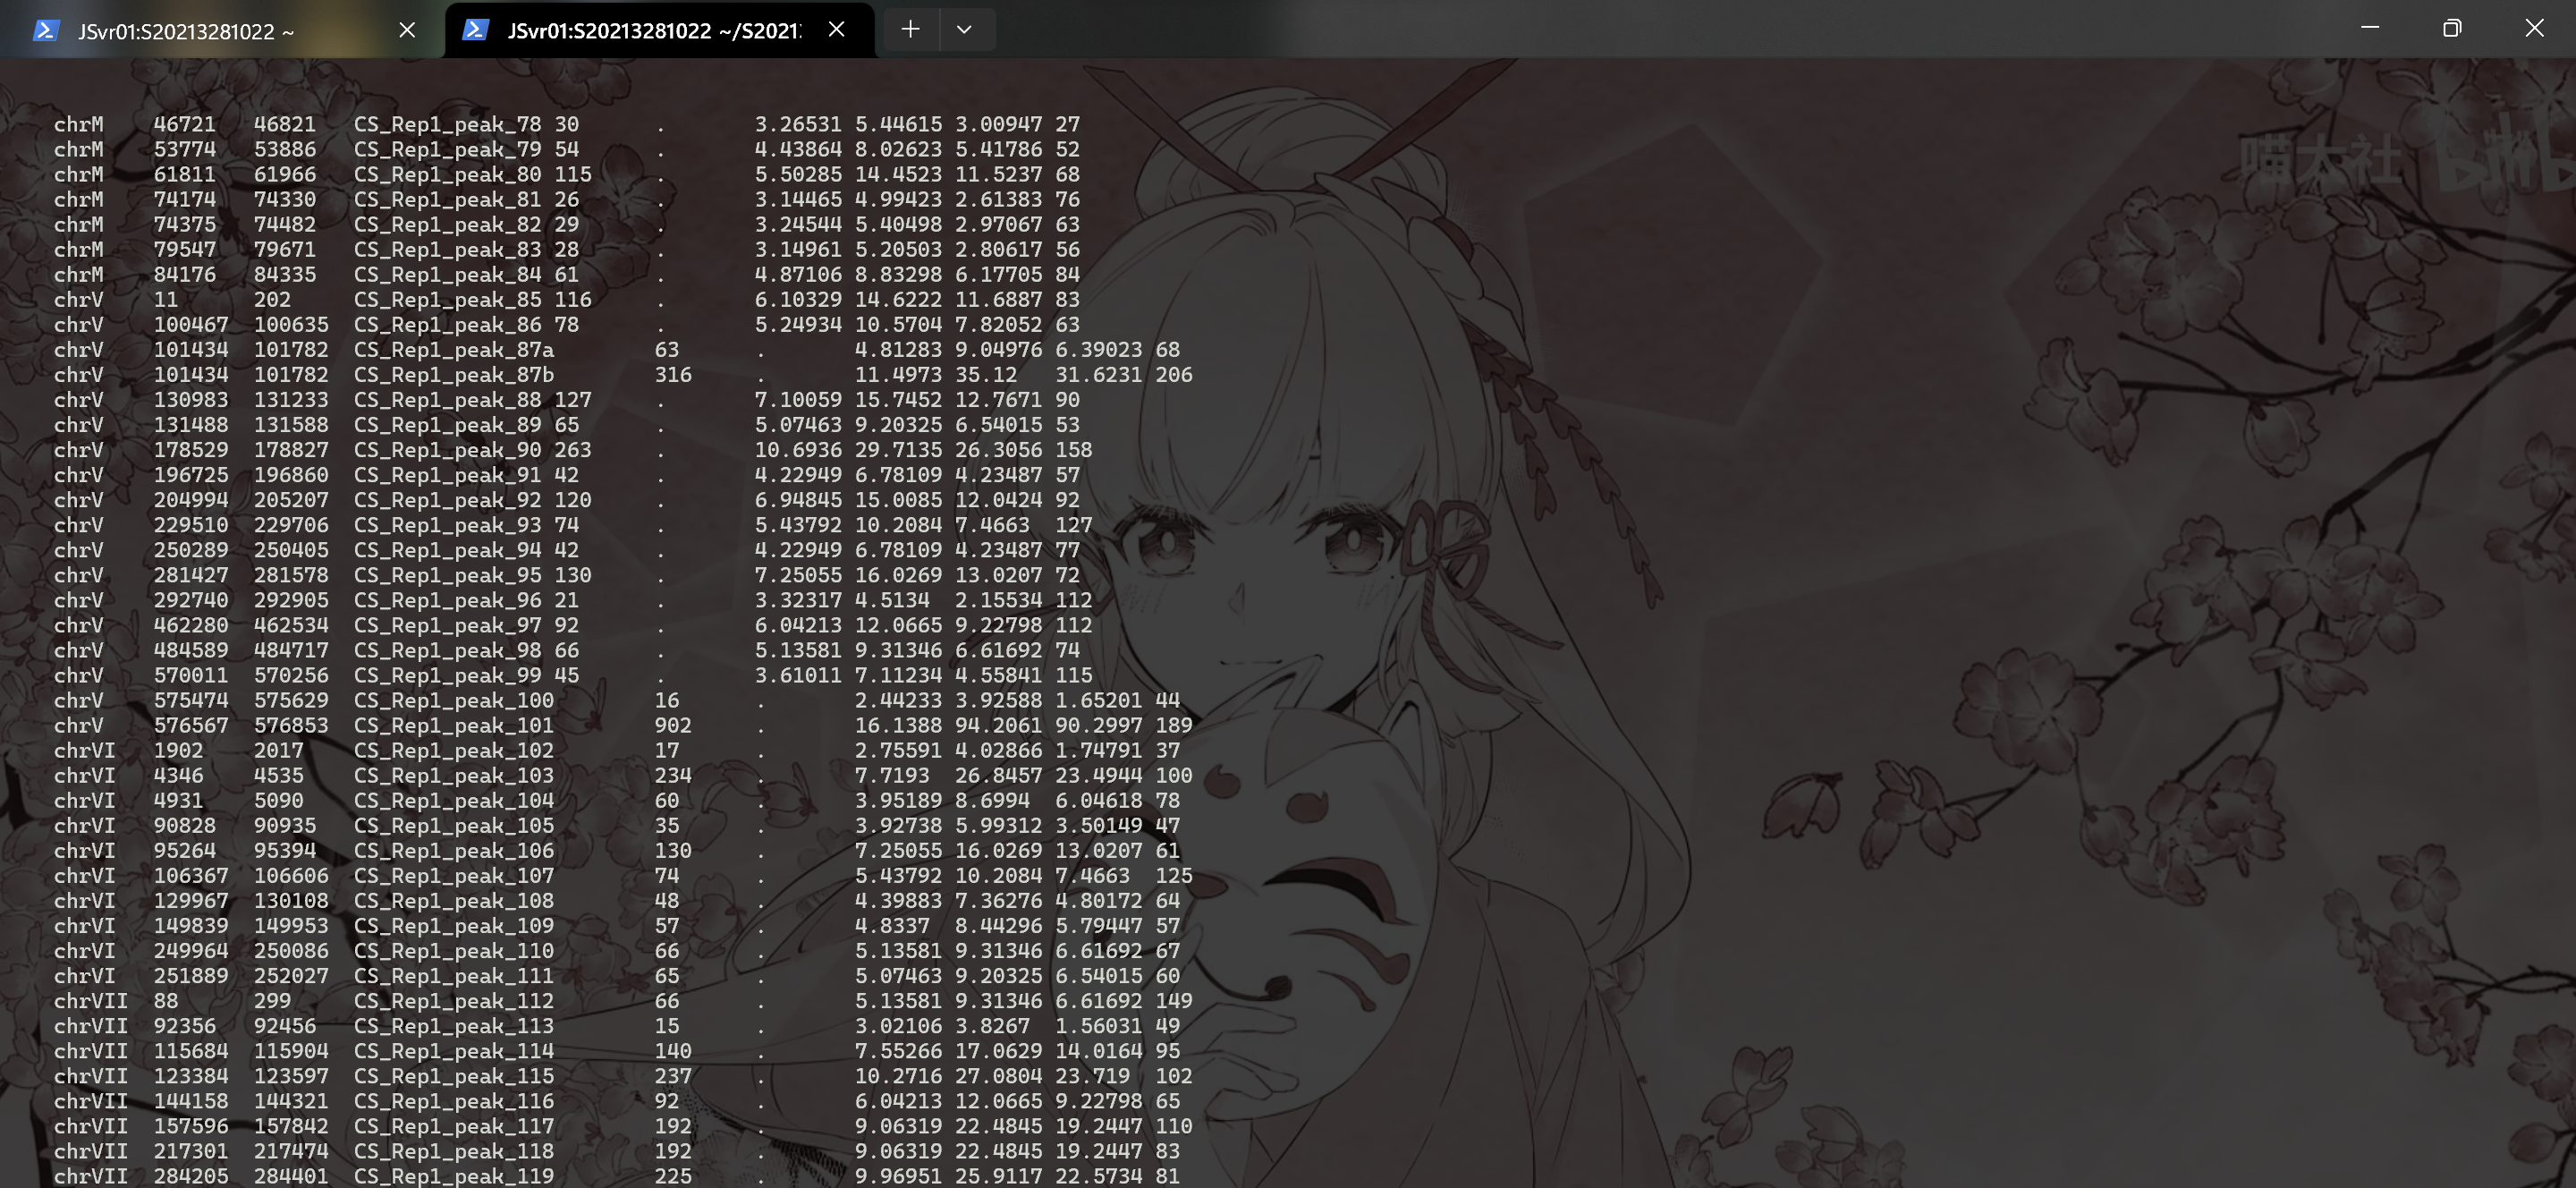 JSvr01:S20213281022 ~ JSvr01:S20213281022 ~/S2021
喵太社 bilib
chrM 46721 46821 CS_Rep1_peak_78 30 . 3.26531 5.44615 3.00947 27
chrM 53774 53886 CS_Rep1_peak_79 54 . 4.43864 8.02623 5.41786 52
chrM 61811 61966 CS_Rep1_peak_80 115 . 5.50285 14.4523 11.5237 68
chrM 74174 74330 CS_Rep1_peak_81 26 . 3.14465 4.99423 2.61383 76
chrM 74375 74482 CS_Rep1_peak_82 29 . 3.24544 5.40498 2.97067 63
chrM 79547 79671 CS_Rep1_peak_83 28 . 3.14961 5.20503 2.80617 56
chrM 84176 84335 CS_Rep1_peak_84 61 . 4.87106 8.83298 6.17705 84
chrV 11 202 CS_Rep1_peak_85 116 . 6.10329 14.6222 11.6887 83
chrV 100467 100635 CS_Rep1_peak_86 78 . 5.24934 10.5704 7.82052 63
chrV 101434 101782 CS_Rep1_peak_87a 63 . 4.81283 9.04976 6.39023 68
chrV 101434 101782 CS_Rep1_peak_87b 316 . 11.4973 35.12 31.6231 206
chrV 130983 131233 CS_Rep1_peak_88 127 . 7.10059 15.7452 12.7671 90
chrV 131488 131588 CS_Rep1_peak_89 65 . 5.07463 9.20325 6.54015 53
chrV 178529 178827 CS_Rep1_peak_90 263 . 10.6936 29.7135 26.3056 158
chrV 196725 196860 CS_Rep1_peak_91 42 . 4.22949 6.78109 4.23487 57
chrV 204994 205207 CS_Rep1_peak_92 120 . 6.94845 15.0085 12.0424 92
chrV 229510 229706 CS_Rep1_peak_93 74 . 5.43792 10.2084 7.4663 127
chrV 250289 250405 CS_Rep1_peak_94 42 . 4.22949 6.78109 4.23487 77
chrV 281427 281578 CS_Rep1_peak_95 130 . 7.25055 16.0269 13.0207 72
chrV 292740 292905 CS_Rep1_peak_96 21 . 3.32317 4.5134 2.15534 112
chrV 462280 462534 CS_Rep1_peak_97 92 . 6.04213 12.0665 9.22798 112
chrV 484589 484717 CS_Rep1_peak_98 66 . 5.13581 9.31346 6.61692 74
chrV 570011 570256 CS_Rep1_peak_99 45 . 3.61011 7.11234 4.55841 115
chrV 575474 575629 CS_Rep1_peak_100 16 . 2.44233 3.92588 1.65201 44
chrV 576567 576853 CS_Rep1_peak_101 902 . 16.1388 94.2061 90.2997 189
chrVI 1902 2017 CS_Rep1_peak_102 17 . 2.75591 4.02866 1.74791 37
chrVI 4346 4535 CS_Rep1_peak_103 234 . 7.7193 26.8457 23.4944 100
chrVI 4931 5090 CS_Rep1_peak_104 60 . 3.95189 8.6994 6.04618 78
chrVI 90828 90935 CS_Rep1_peak_105 35 . 3.92738 5.99312 3.50149 47
chrVI 95264 95394 CS_Rep1_peak_106 130 . 7.25055 16.0269 13.0207 61
chrVI 106367 106606 CS_Rep1_peak_107 74 . 5.43792 10.2084 7.4663 125
chrVI 129967 130108 CS_Rep1_peak_108 48 . 4.39883 7.36276 4.80172 64
chrVI 149839 149953 CS_Rep1_peak_109 57 . 4.8337 8.44296 5.79447 57
chrVI 249964 250086 CS_Rep1_peak_110 66 . 5.13581 9.31346 6.61692 67
chrVI 251889 252027 CS_Rep1_peak_111 65 . 5.07463 9.20325 6.54015 60
chrVII 88 299 CS_Rep1_peak_112 66 . 5.13581 9.31346 6.61692 149
chrVII 92356 92456 CS_Rep1_peak_113 15 . 3.02106 3.8267 1.56031 49
chrVII 115684 115904 CS_Rep1_peak_114 140 . 7.55266 17.0629 14.0164 95
chrVII 123384 123597 CS_Rep1_peak_115 237 . 10.2716 27.0804 23.719 102
chrVII 144158 144321 CS_Rep1_peak_116 92 . 6.04213 12.0665 9.22798 65
chrVII 157596 157842 CS_Rep1_peak_117 192 . 9.06319 22.4845 19.2447 110
chrVII 217301 217474 CS_Rep1_peak_118 192 . 9.06319 22.4845 19.2447 83
chrVII 284205 284401 CS_Rep1_peak_119 225 . 9.96951 25.9117 22.5734 81